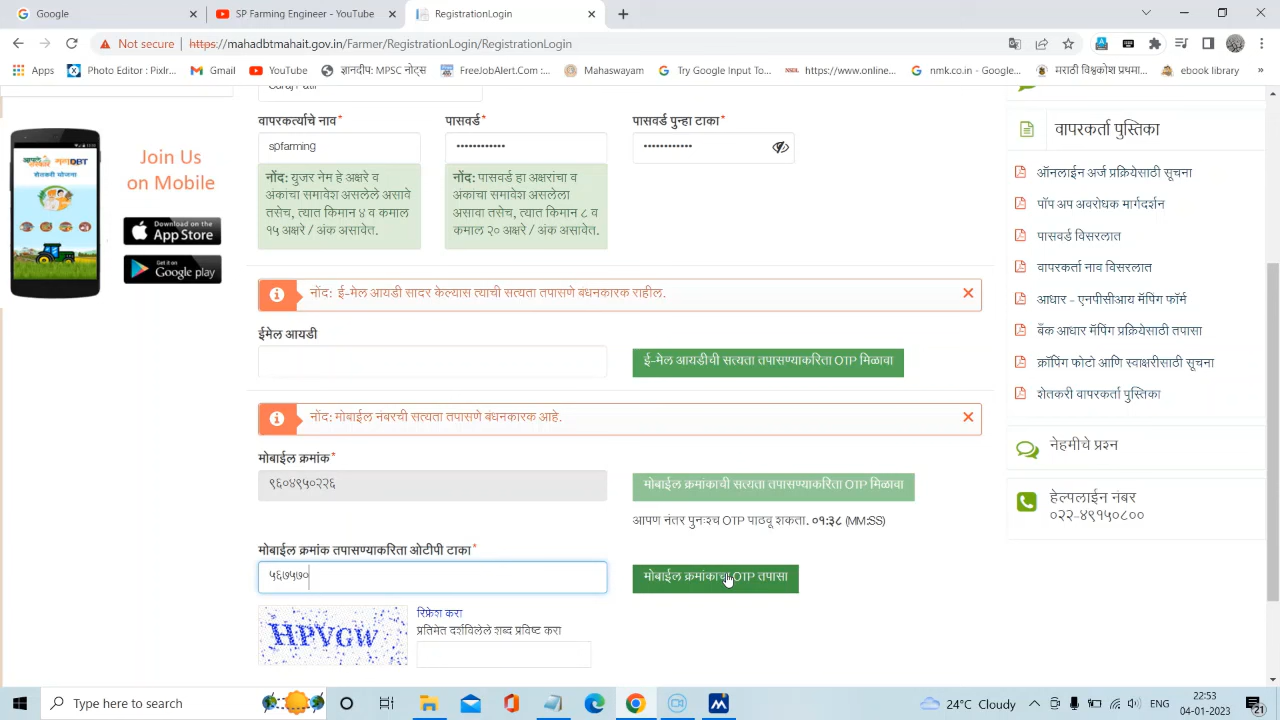 Google
SP Farming Engineer - YouTube
RegistrationLogin
Not secure
https://mahadbtmahait.gov.in/Farmer/RegistrationLogin/RegistrationLogin
Apps
Photo Editor : Pixlr...
Gmail
YouTube
ज्ञानदीप: MPSC नोट्स
FreeJobAlert.Com :...
Mahaswayam
Try Google Input To...
https://www.online...
nmk.co.in - Google...
मराठी विश्वकोश प्रथमा...
ebook library
वापरकर्त्याचे नाव*
पासवर्ड*
पासवर्ड पुन्हा टाका*
spfarming
नोंद: युजर नेम हे अक्षरे व
अंकाचा समावेश असलेले असावे
तसेच, त्यात किमान ४ व कमाल
१५ अक्षरे / अंक असावेत.
नोंद: पासवर्ड हा अक्षरांचा व
अंकांचा समावेश असलेला
असावा तसेच, त्यात किमान ८ व
कमाल २० अक्षरे / अंक असावेत.
Join Us
on Mobile
शेतकरी योजना
Download on the
App Store
Get it on
Google play
नोंद: ई-मेल आयडी सादर केल्यास त्याची सत्यता तपासणे बंधनकारक राहील.
ईमेल आयडी
ई-मेल आयडीची सत्यता तपासण्याकरिता OTP मिळावा
नोंद: मोबाईल नंबरची सत्यता तपासणे बंधनकारक आहे.
मोबाईल क्रमांक*
९६०४९५०२२६
मोबाईल क्रमांकाची सत्यता तपासण्याकरिता OTP मिळावा
आपण नंतर पुनःश्च OTP पाठवू शकता. ०१:३८ (MM:SS)
मोबाईल क्रमांक तपासण्याकरिता ओटीपी टाका*
५६७५७०
मोबाईल क्रमांकाचा OTP तपासा
HPVGW
रिफ्रेश करा
प्रतिमेत दर्शविलेले शब्द प्रविष्ट करा
वापरकर्ता पुस्तिका
ऑनलाईन अर्ज प्रक्रियेसाठी सूचना
पॉप अप अवरोधक मार्गदर्शन
पासवर्ड विसरलात
वापरकर्ता नाव विसरलात
आधार - एनपीसीआय मॅपिंग फॉर्म
बँक आधार मॅपिंग प्रक्रियेसाठी तपासा
क्रॉपिंग फोटो आणि स्वाक्षरीसाठी सूचना
शेतकरी वापरकर्ता पुस्तिका
नेहमीचे प्रश्न
हेल्पलाईन नंबर
०२२-४९१५०८००
Type here to search
24°C Cloudy
22:53
04-01-2023
21